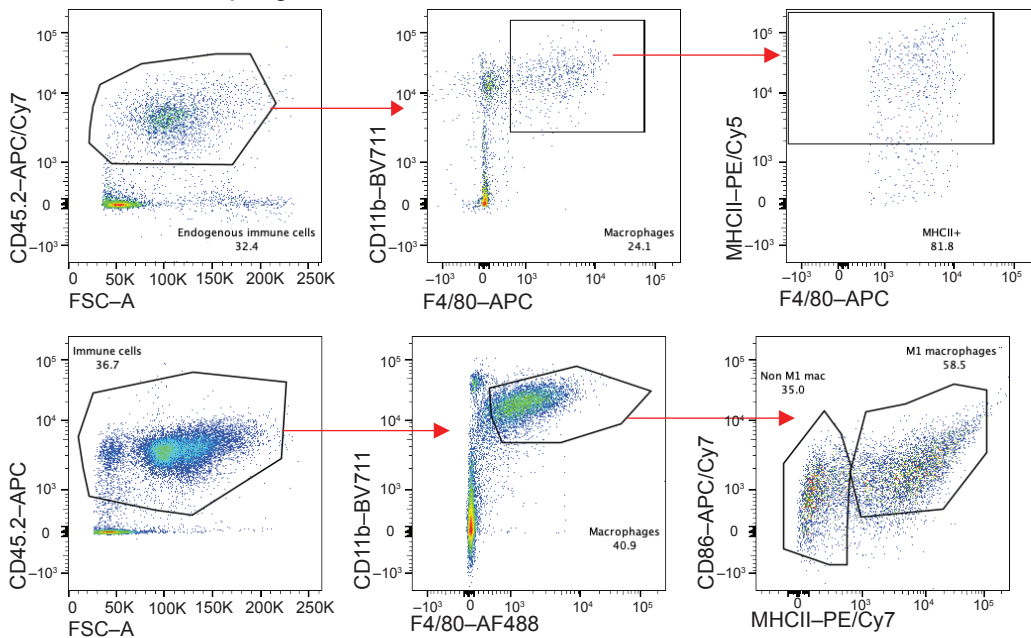 CD45.2–APC/Cy7
10⁵
10⁴
10³
0
–10³
Endogenous immune cells
32.4
0 50K 100K 150K 200K 250K
FSC–A
CD11b–BV711
10⁵
10⁴
10³
0
–10³
Macrophages
24.1
–10³ 0 10³ 10⁴ 10⁵
F4/80–APC
MHCII–PE/Cy5
10⁵
10⁴
10³
0
–10³
MHCII+
81.8
–10³ 0 10³ 10⁴ 10⁵
F4/80–APC
CD45.2–APC
Immune cells
36.7
10⁵
10⁴
10³
0
–10³
0 50K 100K 150K 200K 250K
FSC–A
CD11b–BV711
10⁵
10⁴
10³
0
–10³
Macrophages
40.9
–10³ 0 10³ 10⁴ 10⁵
F4/80–AF488
CD86–APC/Cy7
M1 macrophages
58.5
Non M1 mac
35.0
10⁵
10⁴
10³
0
–10³
0 10³ 10⁴ 10⁵
MHCII–PE/Cy7